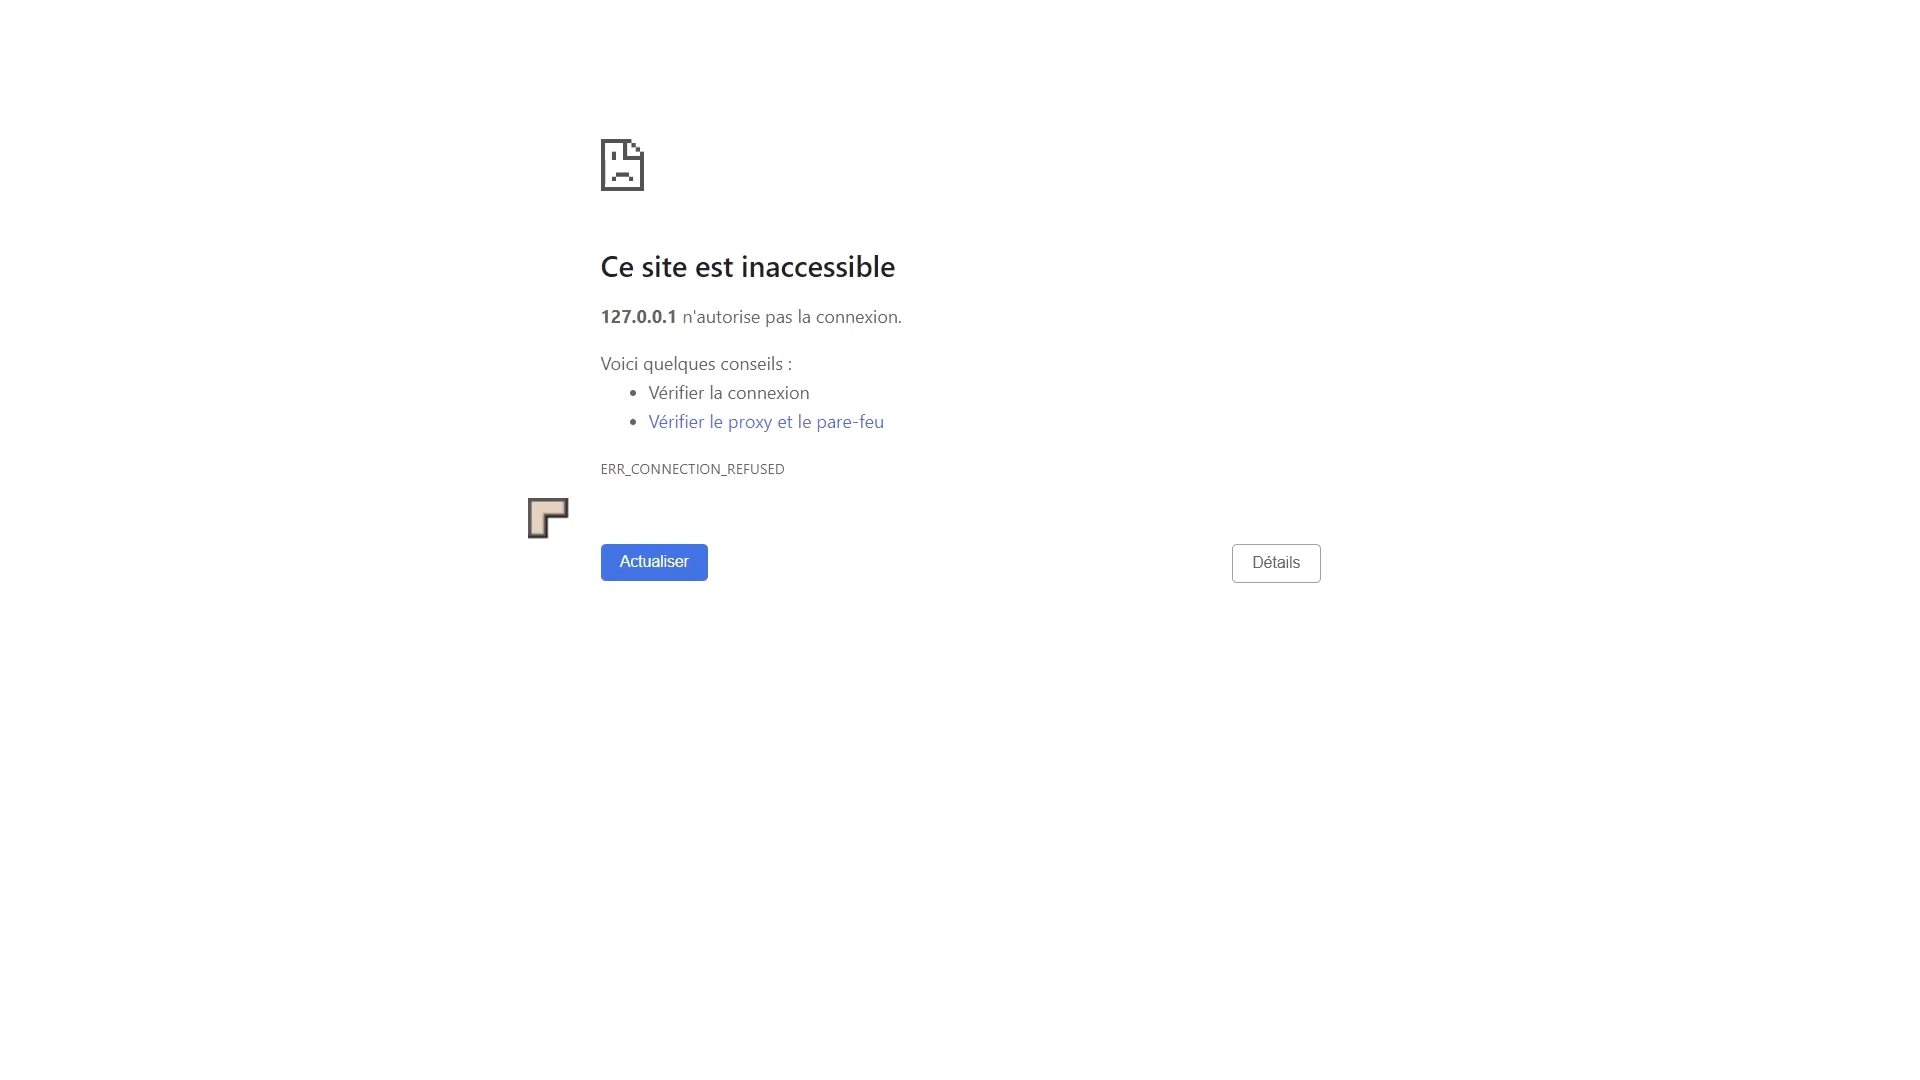 Ce site est inaccessible
127.0.0.1 n'autorise pas la connexion.
Voici quelques conseils :
Vérifier la connexion
Vérifier le proxy et le pare-feu
ERR_CONNECTION_REFUSED
Actualiser
Détails